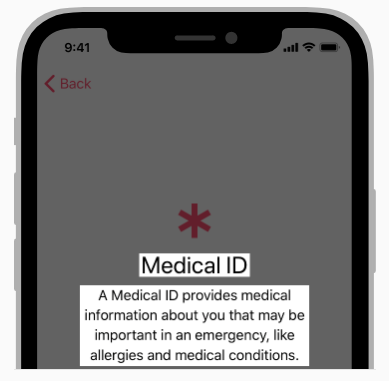 9:41
Back
Medical ID
A Medical ID provides medical
information about you that may be
important in an emergency, like
allergies and medical conditions.